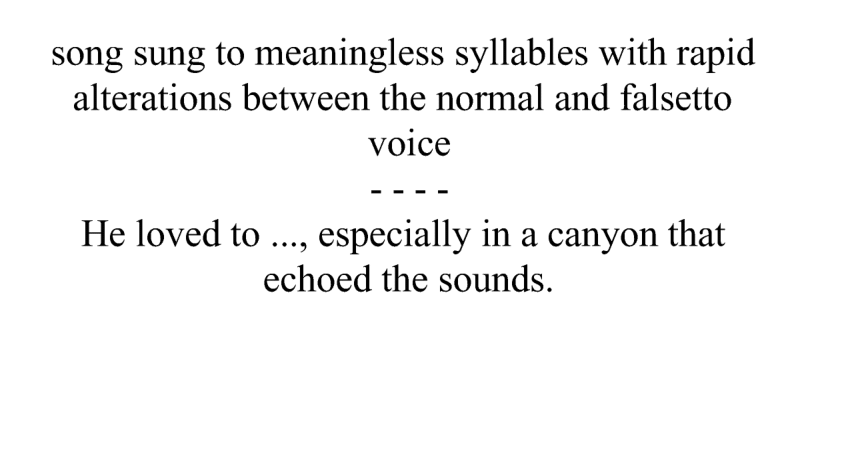 song sung to meaningless syllables with rapid
alterations between the normal and falsetto
voice
- - - -
He loved to ..., especially in a canyon that
echoed the sounds.